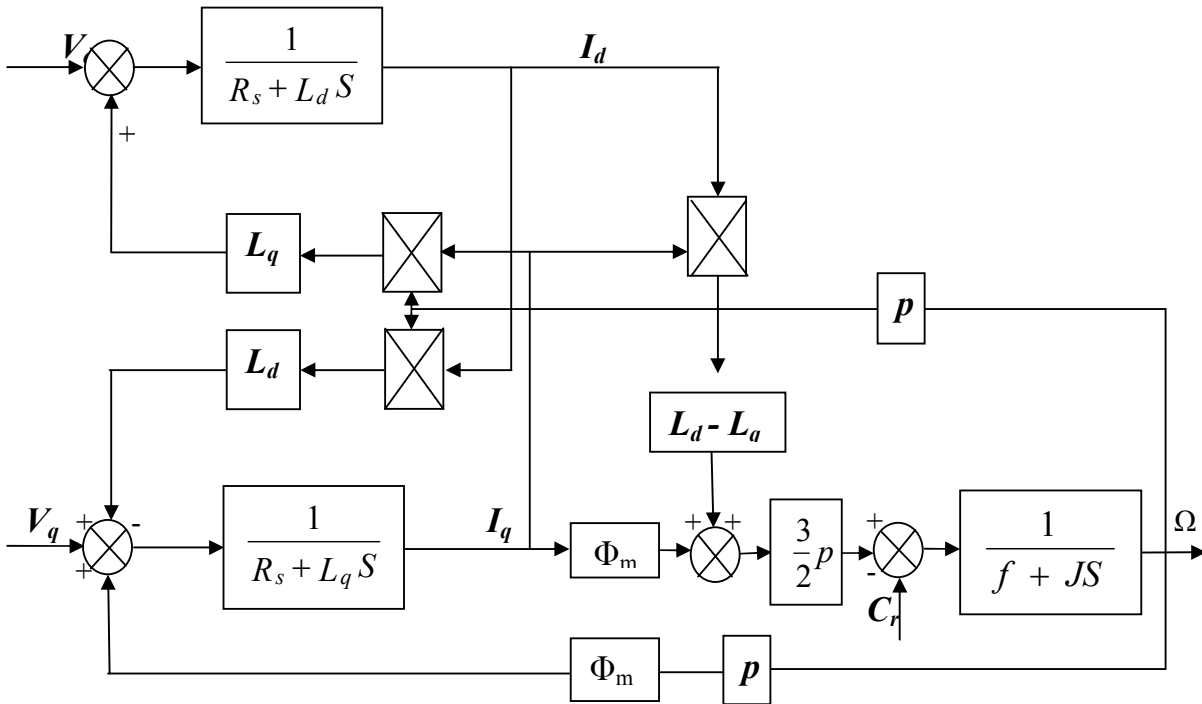 1
I_d
R_s + L_d S
+
L_q
p
L_d
L_d - L_q
V_q
+
-
+
1
R_s + L_q S
I_q
Φ_m
+
+
3
2
p
+
-
C_r
1
f + JS
Ω
Φ_m
p